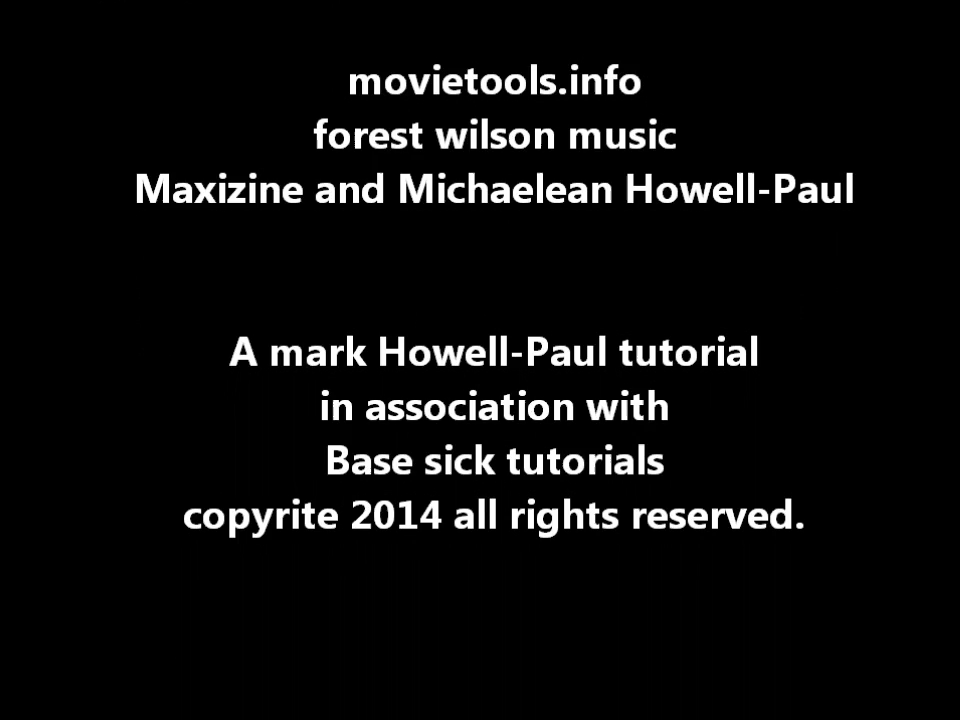 movietools.info
forest wilson music
Maxizine and Michaelean Howell-Paul
A mark Howell-Paul tutorial
in association with
Base sick tutorials
copyrite 2014 all rights reserved.